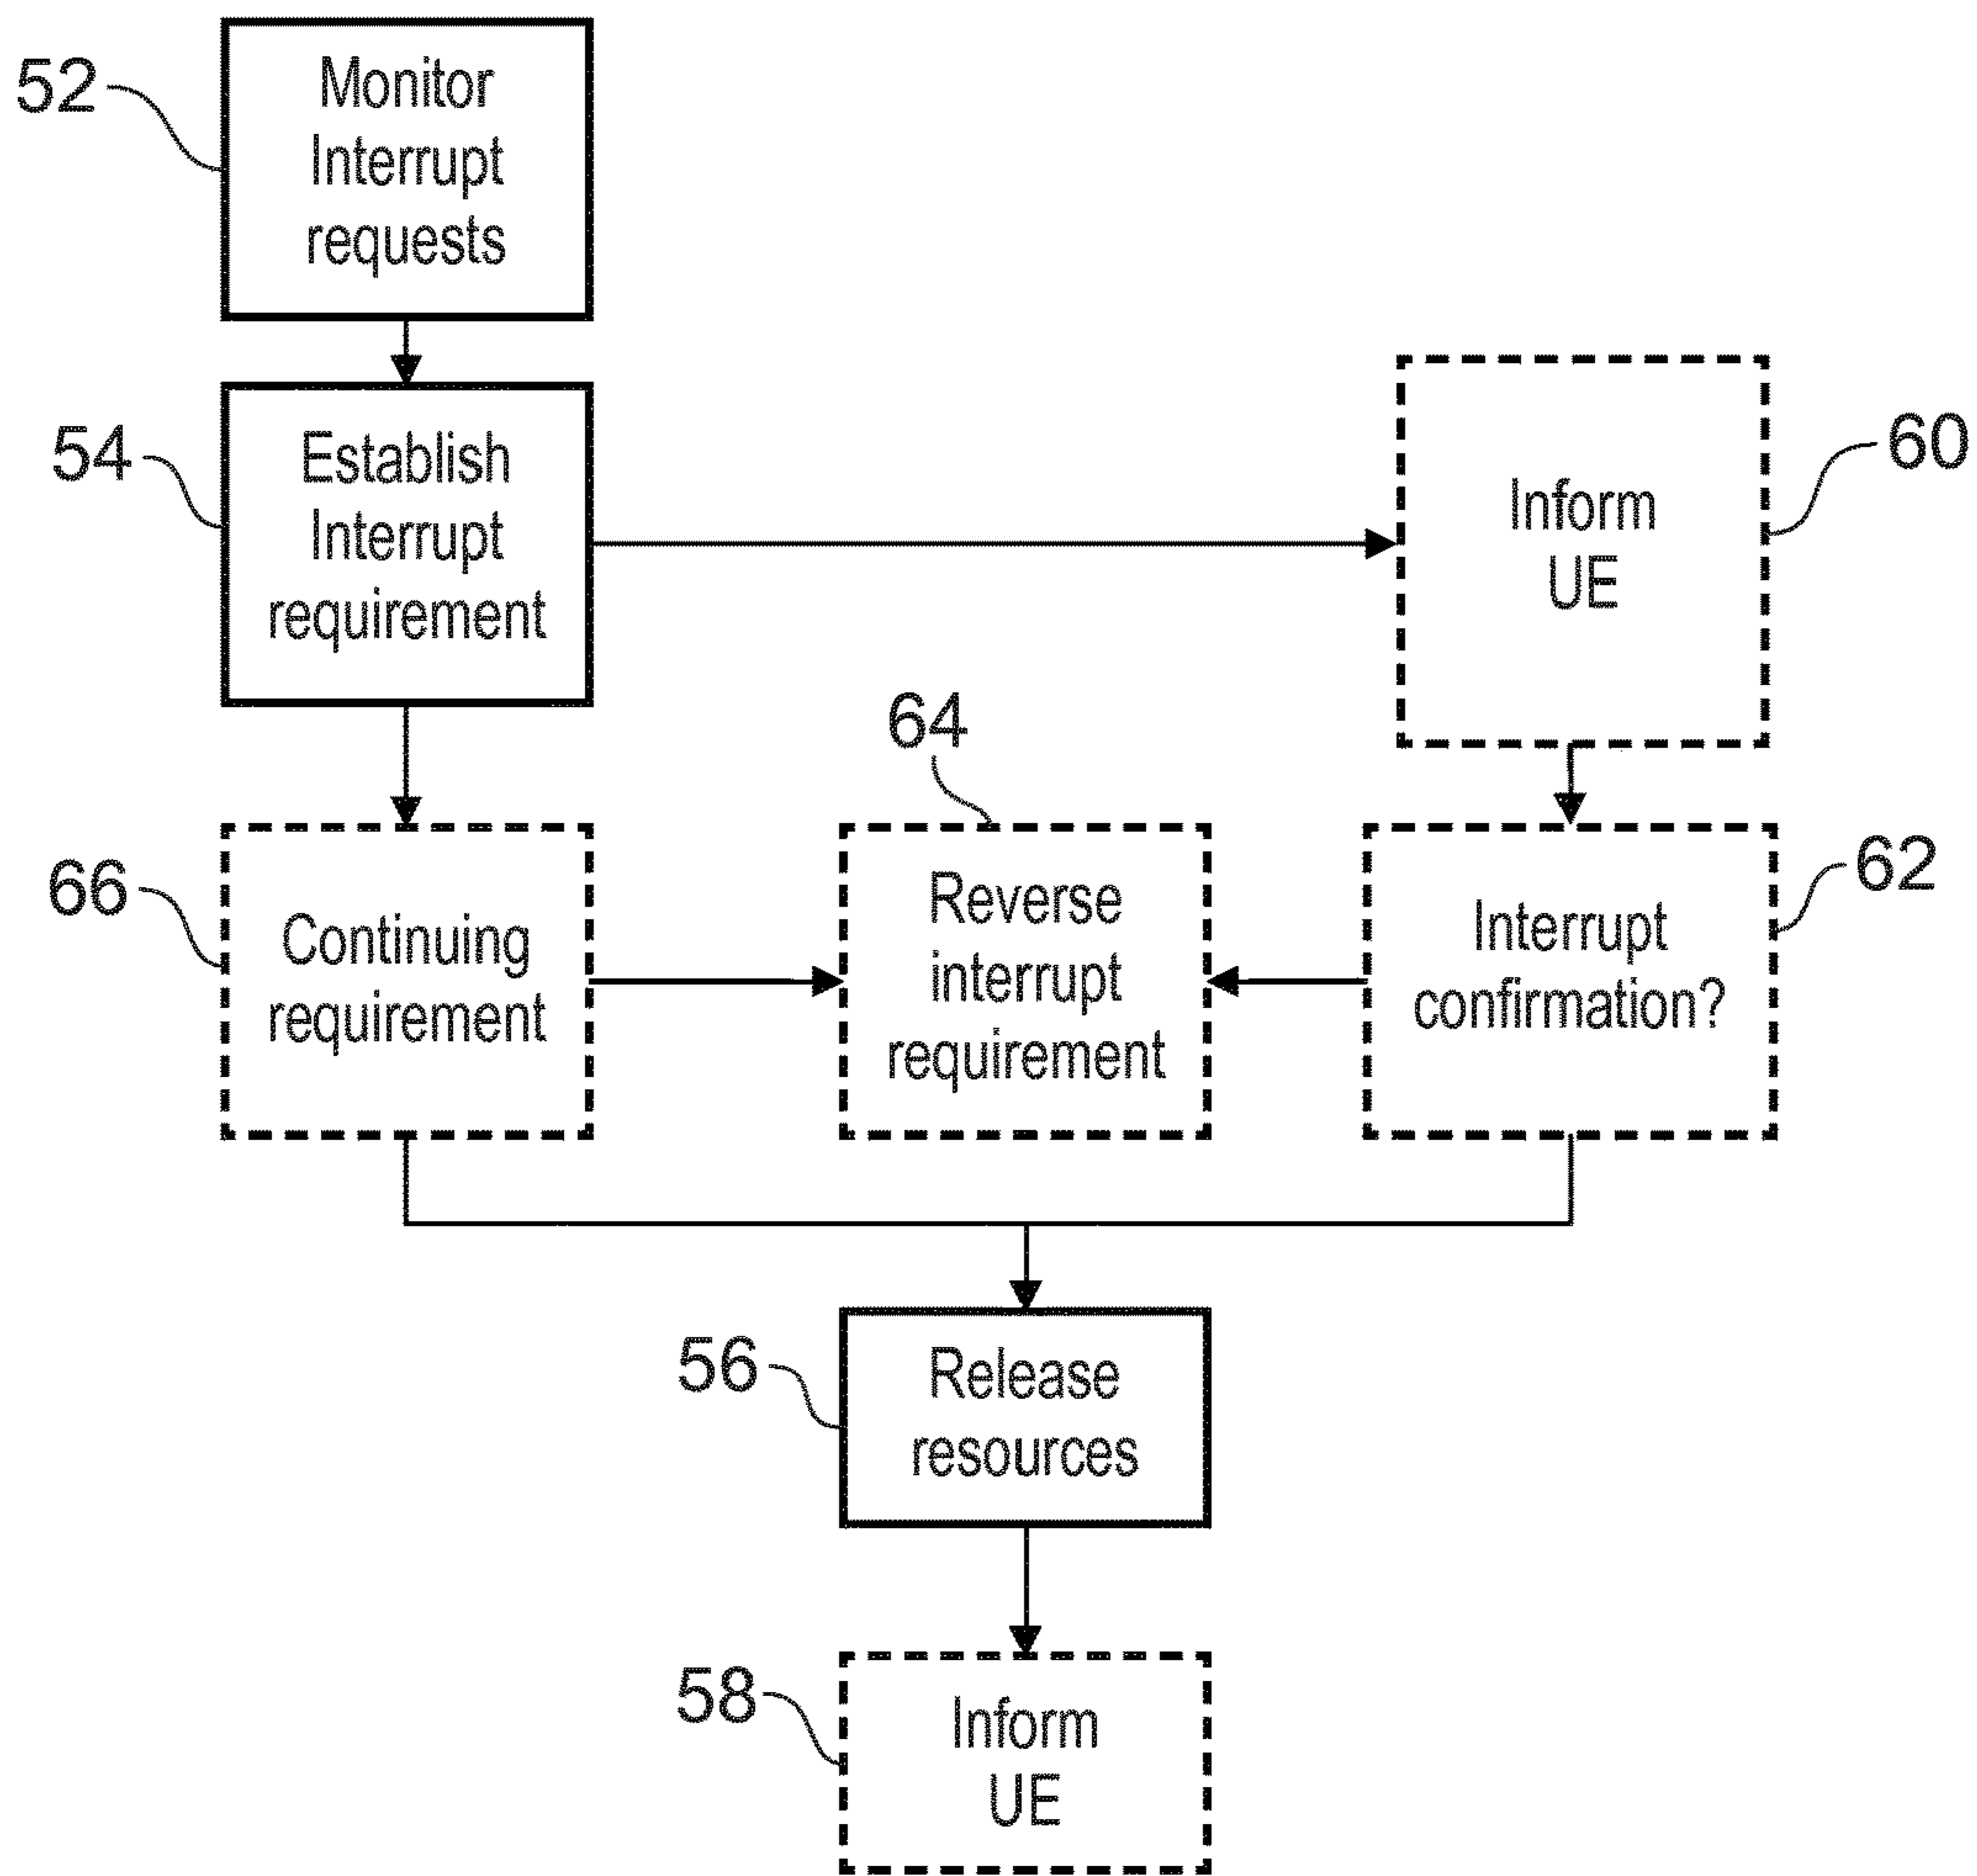 52
Monitor
Interrupt
requests
54
Establish
Interrupt
requirement
60
Inform
UE
64
66
Continuing
requirement
Reverse
interrupt
requirement
62
Interrupt
confirmation?
56
Release
resources
58
Inform
UE